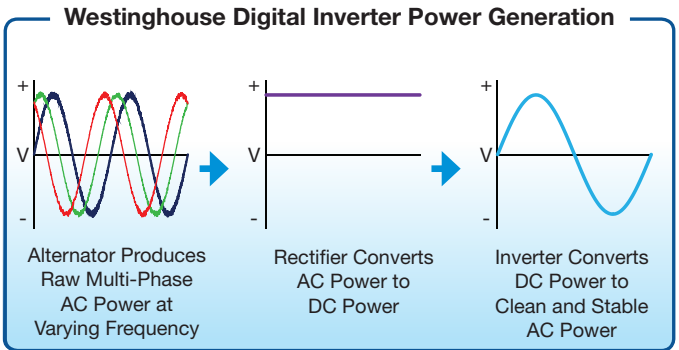 Westinghouse Digital Inverter Power Generation
+
V
-
+
V
-
+
V
-
Alternator Produces
Raw Multi-Phase
AC Power at
Varying Frequency
Rectifier Converts
AC Power to
DC Power
Inverter Converts
DC Power to
Clean and Stable
AC Power